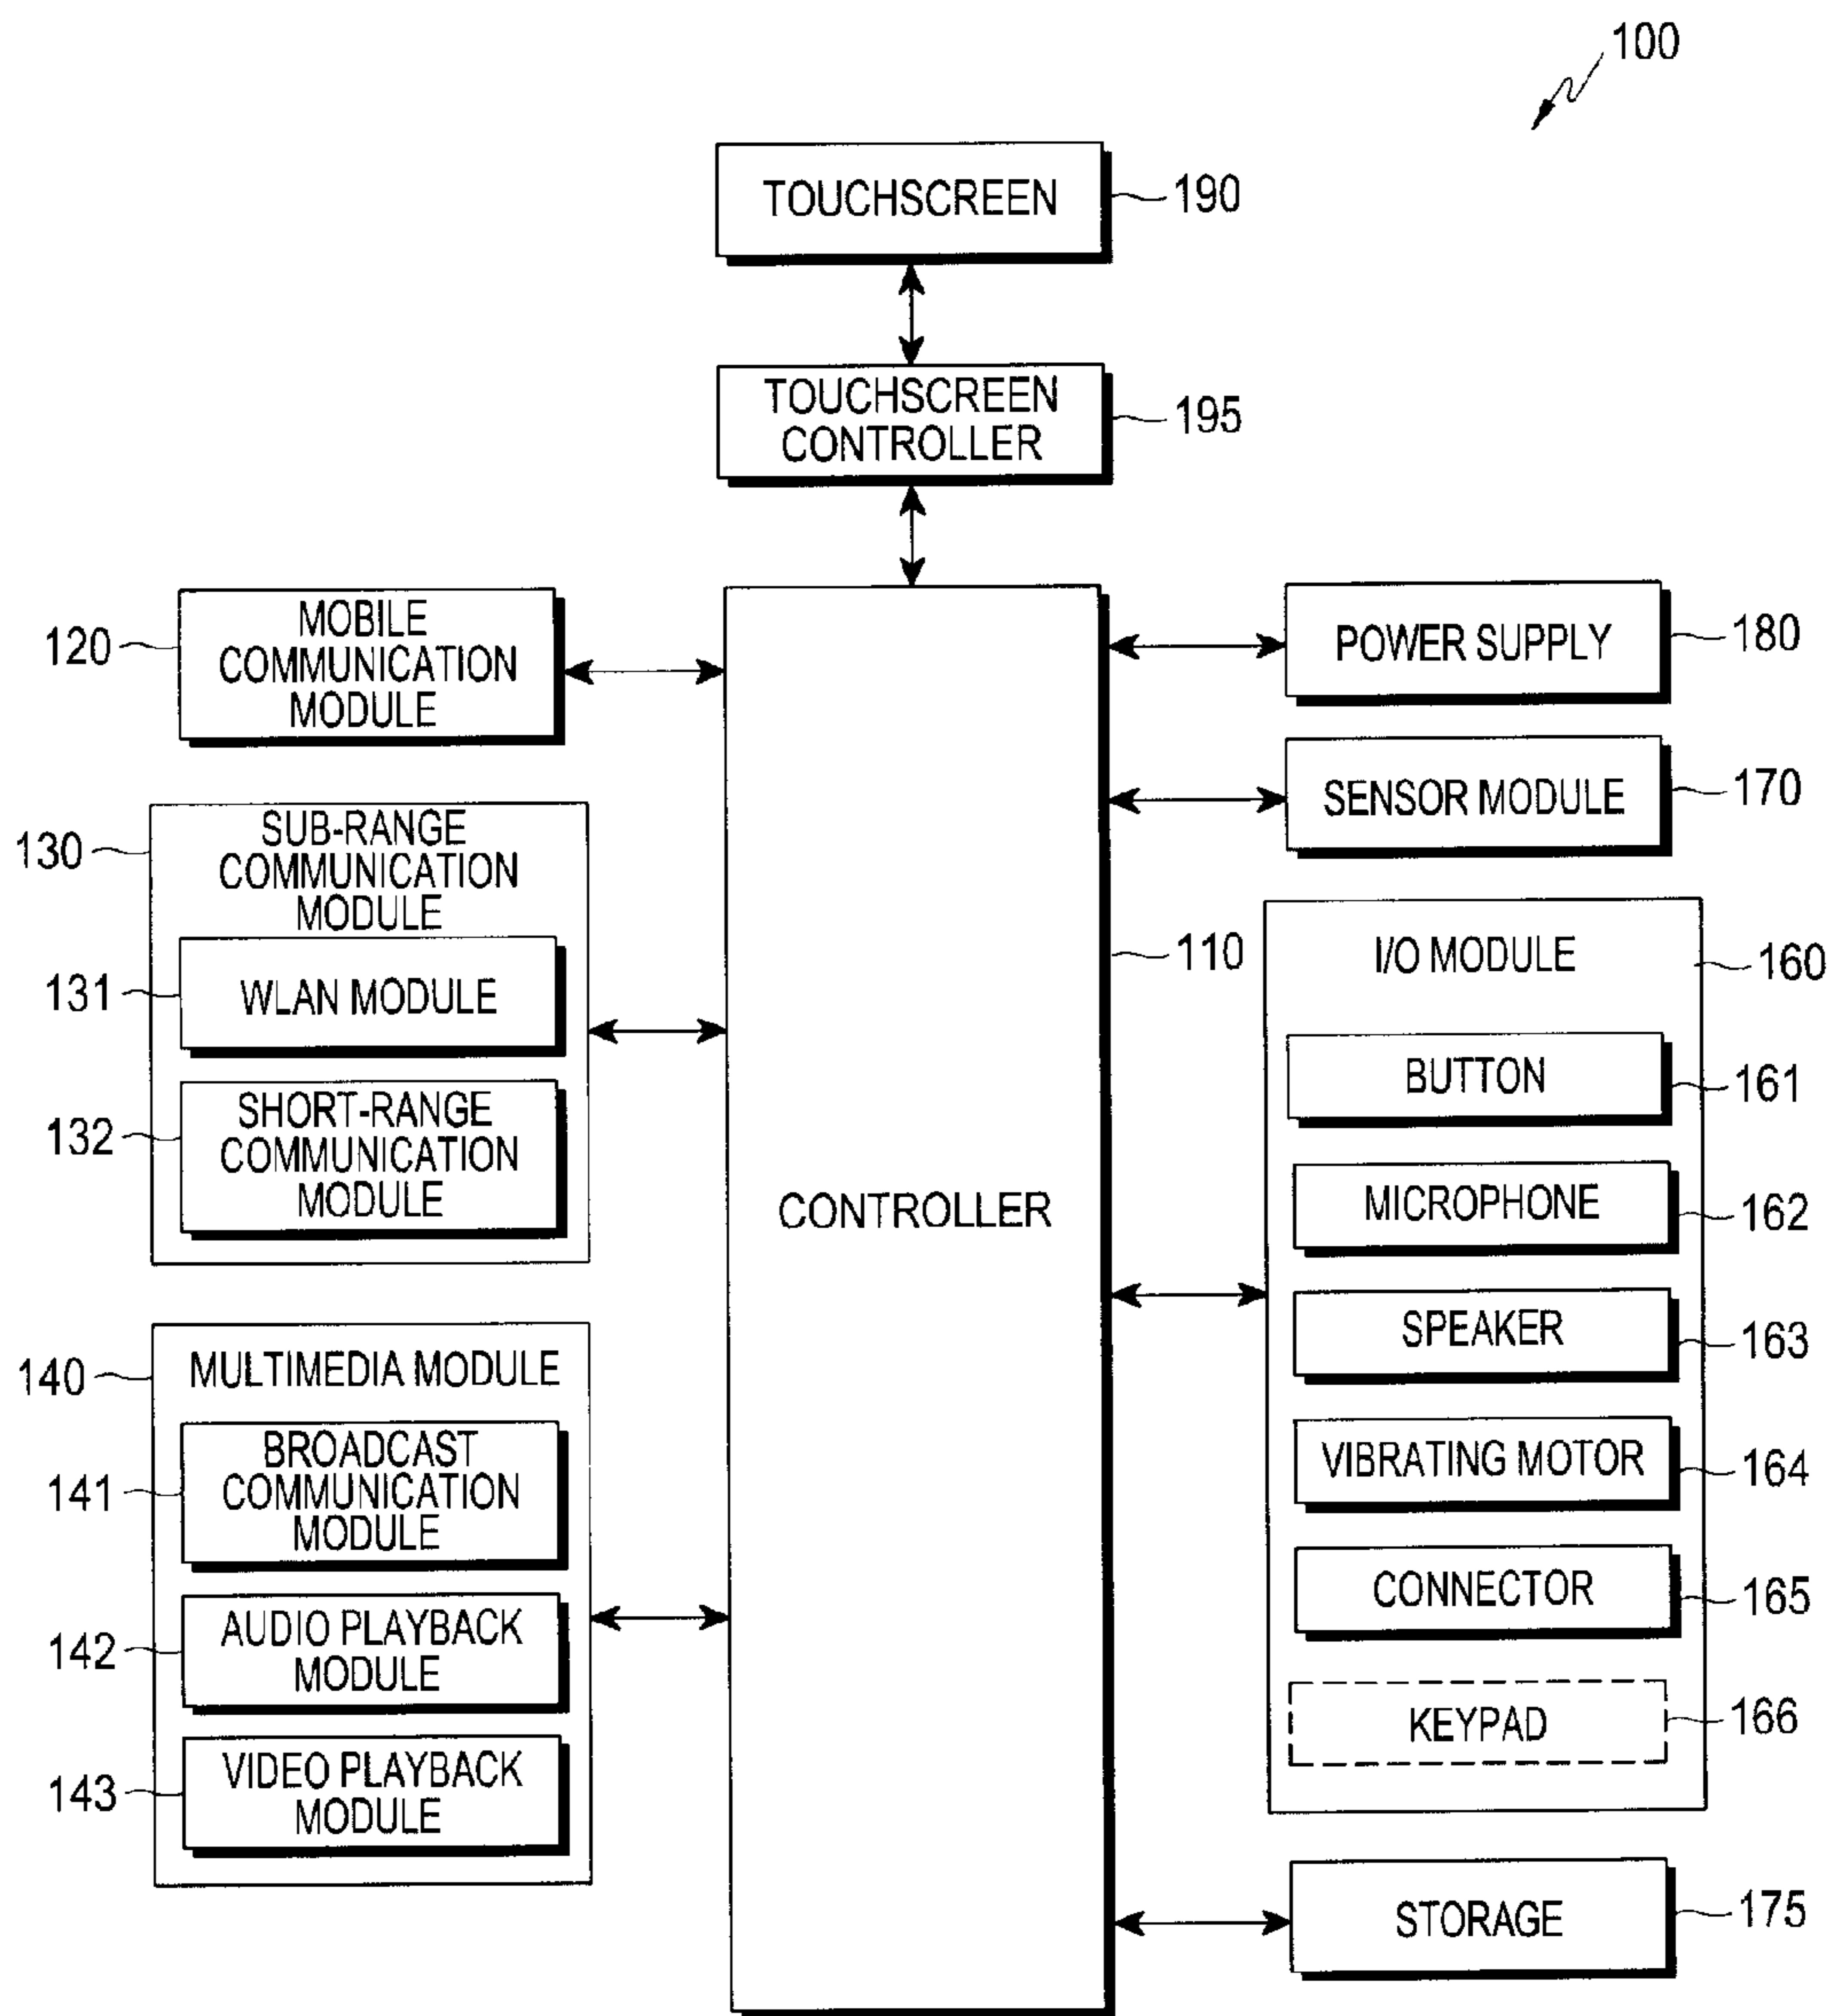 100
TOUCHSCREEN
190
TOUCHSCREEN
CONTROLLER
195
120
MOBILE
COMMUNICATION
MODULE
130
SUB-RANGE
COMMUNICATION
MODULE
131
WLAN MODULE
132
SHORT-RANGE
COMMUNICATION
MODULE
140
MULTIMEDIA MODULE
141
BROADCAST
COMMUNICATION
MODULE
142
AUDIO PLAYBACK
MODULE
143
VIDEO PLAYBACK
MODULE
CONTROLLER
110
POWER SUPPLY
180
SENSOR MODULE
170
I/O MODULE
160
BUTTON
161
MICROPHONE
162
SPEAKER
163
VIBRATING MOTOR
164
CONNECTOR
165
KEYPAD
166
STORAGE
175